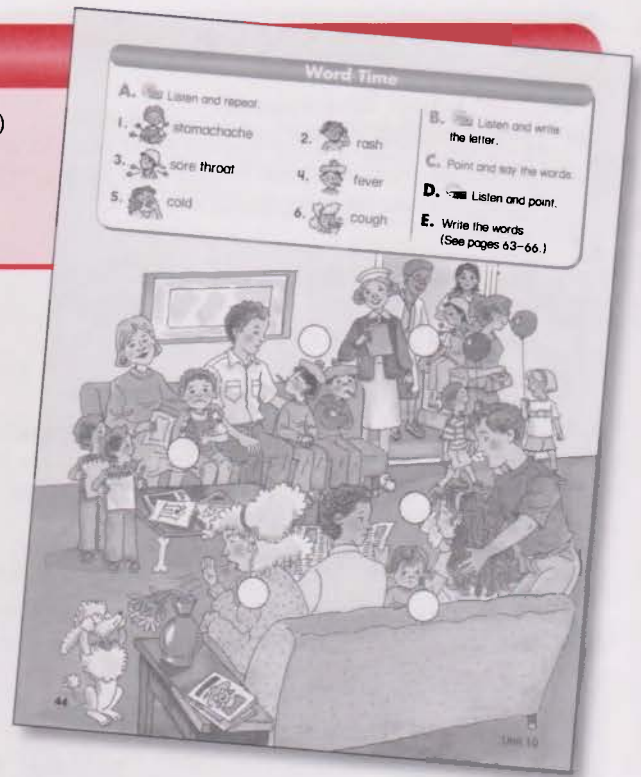 )
Word Time
A. Listen and repeat.
1. stomachache
2. rash
3. sore throat
4. fever
5. cold
6. cough
B. Listen and write
the letter.
C. Point and say the words.
D. Listen and point.
E. Write the words
(See pages 63–66.)
44
Unit 10